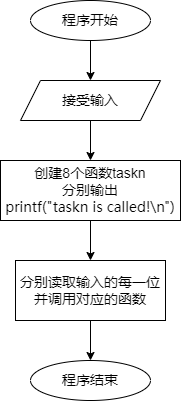 程序开始
接受输入
创建8个函数taskn
分别输出
printf("taskn is called!\n")
分别读取输入的每一位
并调用对应的函数
程序结束